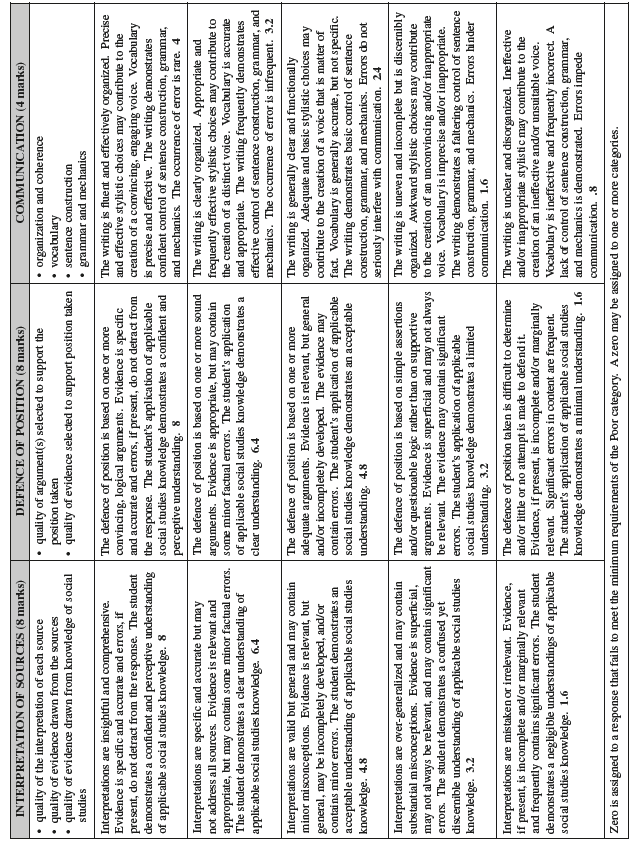 INTERPRETATION OF SOURCES (8 marks)
• quality of the interpretation of each source
• quality of evidence drawn from the sources
• quality of evidence drawn from knowledge of social
studies
Interpretations are insightful and comprehensive.
Evidence is specific and accurate and errors, if
present, do not detract from the response. The student
demonstrates a confident and perceptive understanding
of applicable social studies knowledge. 8
Interpretations are specific and accurate but may
not address all sources. Evidence is relevant and
appropriate, but may contain some minor factual errors.
The student demonstrates a clear understanding of
applicable social studies knowledge. 6.4
Interpretations are valid but general and may contain
minor misconceptions. Evidence is relevant, but
general, may be incompletely developed, and/or
contains minor errors. The student demonstrates an
acceptable understanding of applicable social studies
knowledge. 4.8
Interpretations are over-generalized and may contain
substantial misconceptions. Evidence is superficial,
may not always be relevant, and may contain significant
errors. The student demonstrates a confused yet
discernible understanding of applicable social studies
knowledge. 3.2
Interpretations are mistaken or irrelevant. Evidence,
if present, is incomplete and/or marginally relevant
and frequently contains significant errors. The student
demonstrates a negligible understandings of applicable
social studies knowledge. 1.6
DEFENCE OF POSITION (8 marks)
• quality of argument(s) selected to support the
position taken
• quality of evidence selected to support position taken
The defence of position is based on one or more
convincing, logical arguments. Evidence is specific
and accurate and errors, if present, do not detract from
the response. The student's application of applicable
social studies knowledge demonstrates a confident and
perceptive understanding. 8
The defence of position is based on one or more sound
arguments. Evidence is appropriate, but may contain
some minor factual errors. The student's application
of applicable social studies knowledge demonstrates a
clear understanding. 6.4
The defence of position is based on one or more
adequate arguments. Evidence is relevant, but general
and/or incompletely developed. The evidence may
contain errors. The student's application of applicable
social studies knowledge demonstrates an acceptable
understanding. 4.8
The defence of position is based on simple assertions
and/or questionable logic rather than on supportive
arguments. Evidence is superficial and may not always
be relevant. The evidence may contain significant
errors. The student's application of applicable
social studies knowledge demonstrates a limited
understanding. 3.2
The defence of position taken is difficult to determine
and/or little or no attempt is made to defend it.
Evidence, if present, is incomplete and/or marginally
relevant. Significant errors in content are frequent.
The student's application of applicable social studies
knowledge demonstrates a minimal understanding. 1.6
COMMUNICATION (4 marks)
• organization and coherence
• vocabulary
• sentence construction
• grammar and mechanics
The writing is fluent and effectively organized. Precise
and effective stylistic choices may contribute to the
creation of a convincing, engaging voice. Vocabulary
is precise and effective. The writing demonstrates
confident control of sentence construction, grammar,
and mechanics. The occurrence of error is rare. 4
The writing is clearly organized. Appropriate and
frequently effective stylistic choices may contribute to
the creation of a distinct voice. Vocabulary is accurate
and appropriate. The writing frequently demonstrates
effective control of sentence construction, grammar, and
mechanics. The occurrence of error is infrequent. 3.2
The writing is generally clear and functionally
organized. Adequate and basic stylistic choices may
contribute to the creation of a voice that is matter of
fact. Vocabulary is generally accurate, but not specific.
The writing demonstrates basic control of sentence
construction, grammar, and mechanics. Errors do not
seriously interfere with communication. 2.4
The writing is uneven and incomplete but is discernibly
organized. Awkward stylistic choices may contribute
to the creation of an unconvincing and/or inappropriate
voice. Vocabulary is imprecise and/or inappropriate.
The writing demonstrates a faltering control of sentence
construction, grammar, and mechanics. Errors hinder
communication. 1.6
The writing is unclear and disorganized. Ineffective
and/or inappropriate stylistic may contribute to the
creation of an ineffective and/or unsuitable voice.
Vocabulary is ineffective and frequently incorrect. A
lack of control of sentence construction, grammar,
and mechanics is demonstrated. Errors impede
communication. .8
Zero is assigned to a response that fails to meet the minimum requirements of the Poor category. A zero may be assigned to one or more categories.